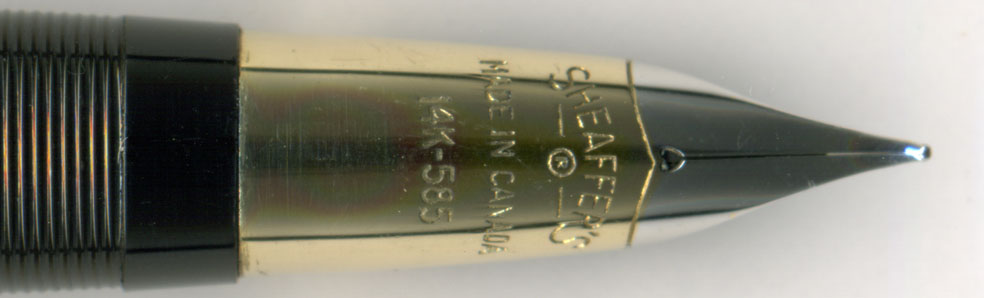 SHEAFFER'S
®
MADE IN CANADA
14K-585